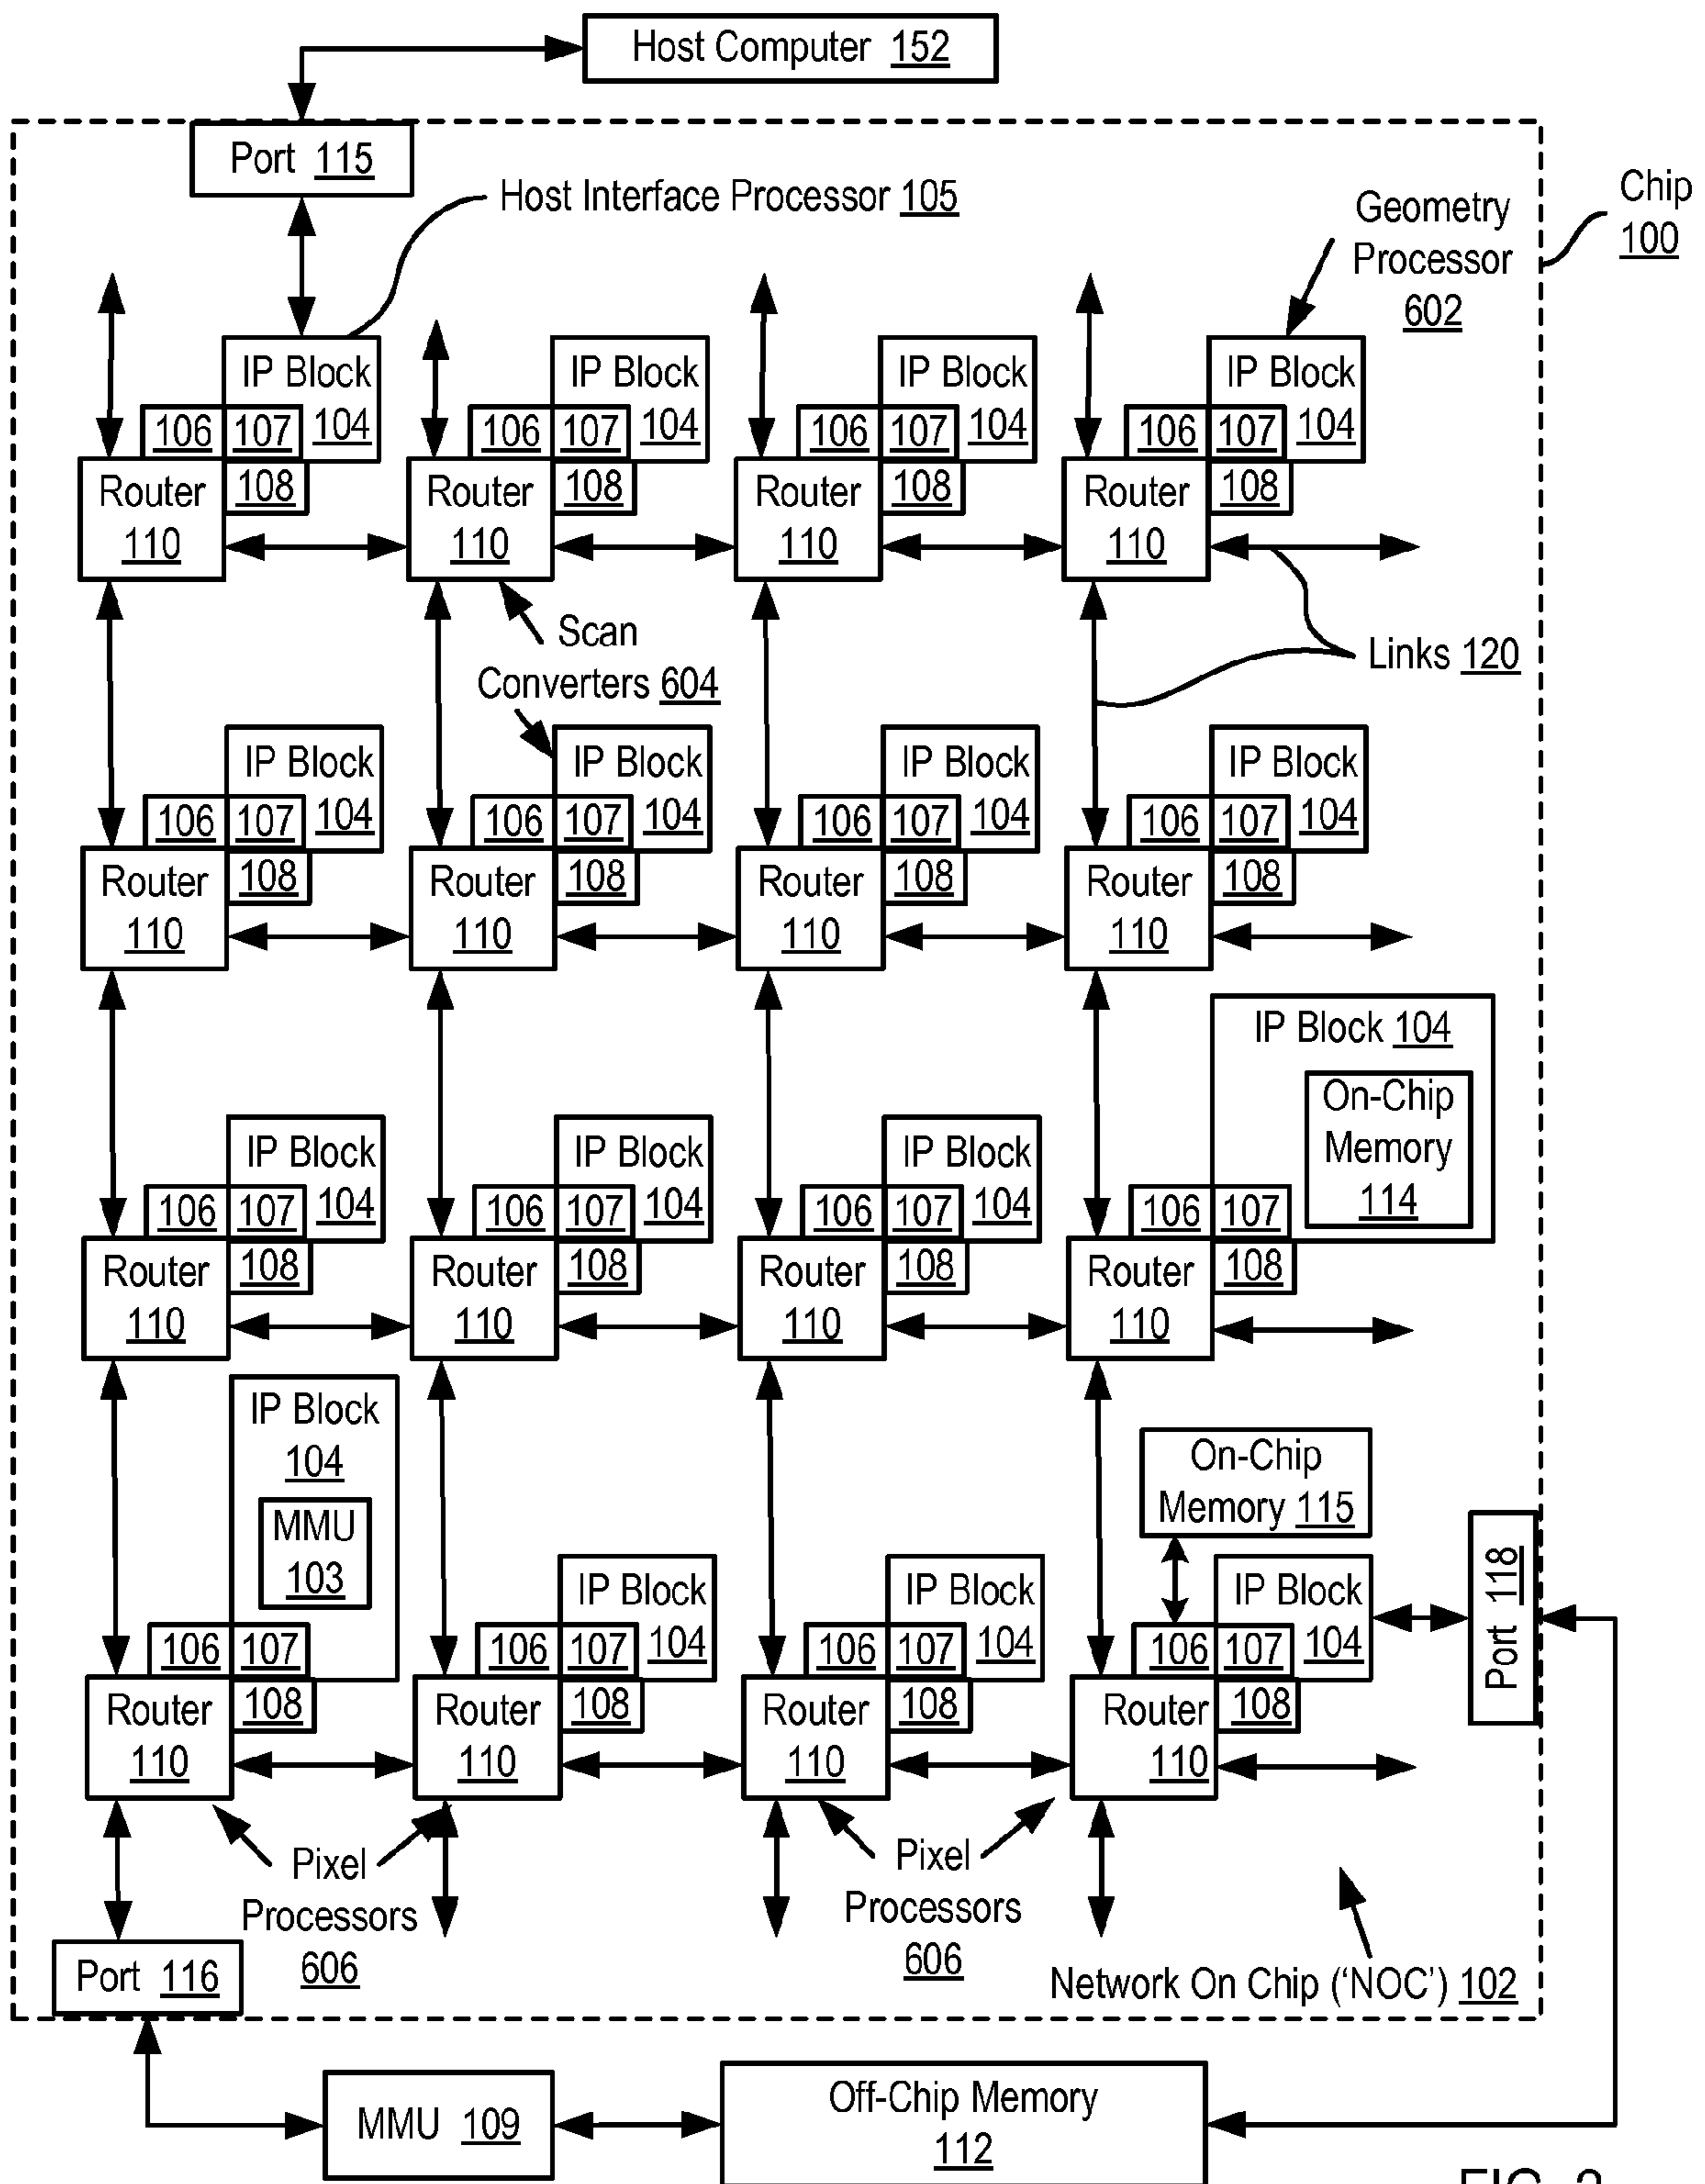 Host Computer 152
Port 115
Host Interface Processor 105
Geometry
Processor
602
Chip
100
IP Block
104
106 107
108
Router
110
IP Block
104
106 107
108
Router
110
IP Block
104
106 107
108
Router
110
IP Block
104
106 107
108
Router
110
Scan
Converters 604
Links 120
IP Block
104
106 107
108
Router
110
IP Block
104
106 107
108
Router
110
IP Block
104
106 107
108
Router
110
IP Block
104
106 107
108
Router
110
IP Block
104
106 107
108
Router
110
IP Block
104
106 107
108
Router
110
IP Block
104
106 107
108
Router
110
IP Block 104
On-Chip
Memory
114
106 107
108
Router
110
IP Block
104
MMU
103
106 107
108
Router
110
IP Block
104
106 107
108
Router
110
IP Block
104
106 107
108
Router
110
On-Chip
Memory 115
IP Block
104
106 107
108
Router
110
Port 118
Pixel
Processors
606
Pixel
Processors
606
Port 116
Network On Chip (‘NOC’) 102
MMU 109
Off-Chip Memory
112